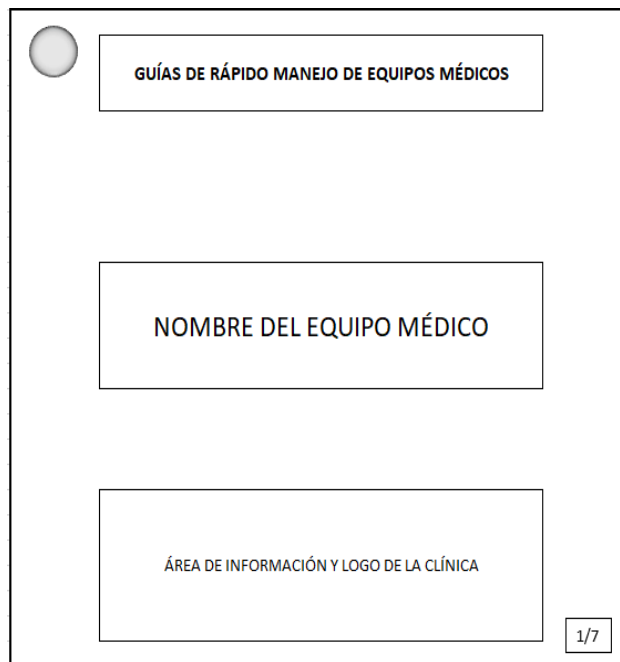 GUÍAS DE RÁPIDO MANEJO DE EQUIPOS MÉDICOS
NOMBRE DEL EQUIPO MÉDICO
ÁREA DE INFORMACIÓN Y LOGO DE LA CLÍNICA
1/7